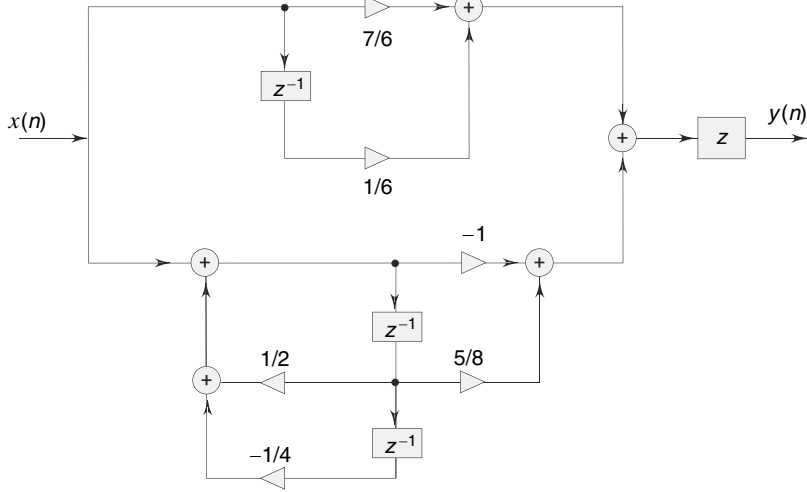 +
7/6
z⁻¹
x(n)
y(n)
+
z
1/6
−1
+
+
z⁻¹
1/2
5/8
+
z⁻¹
−1/4